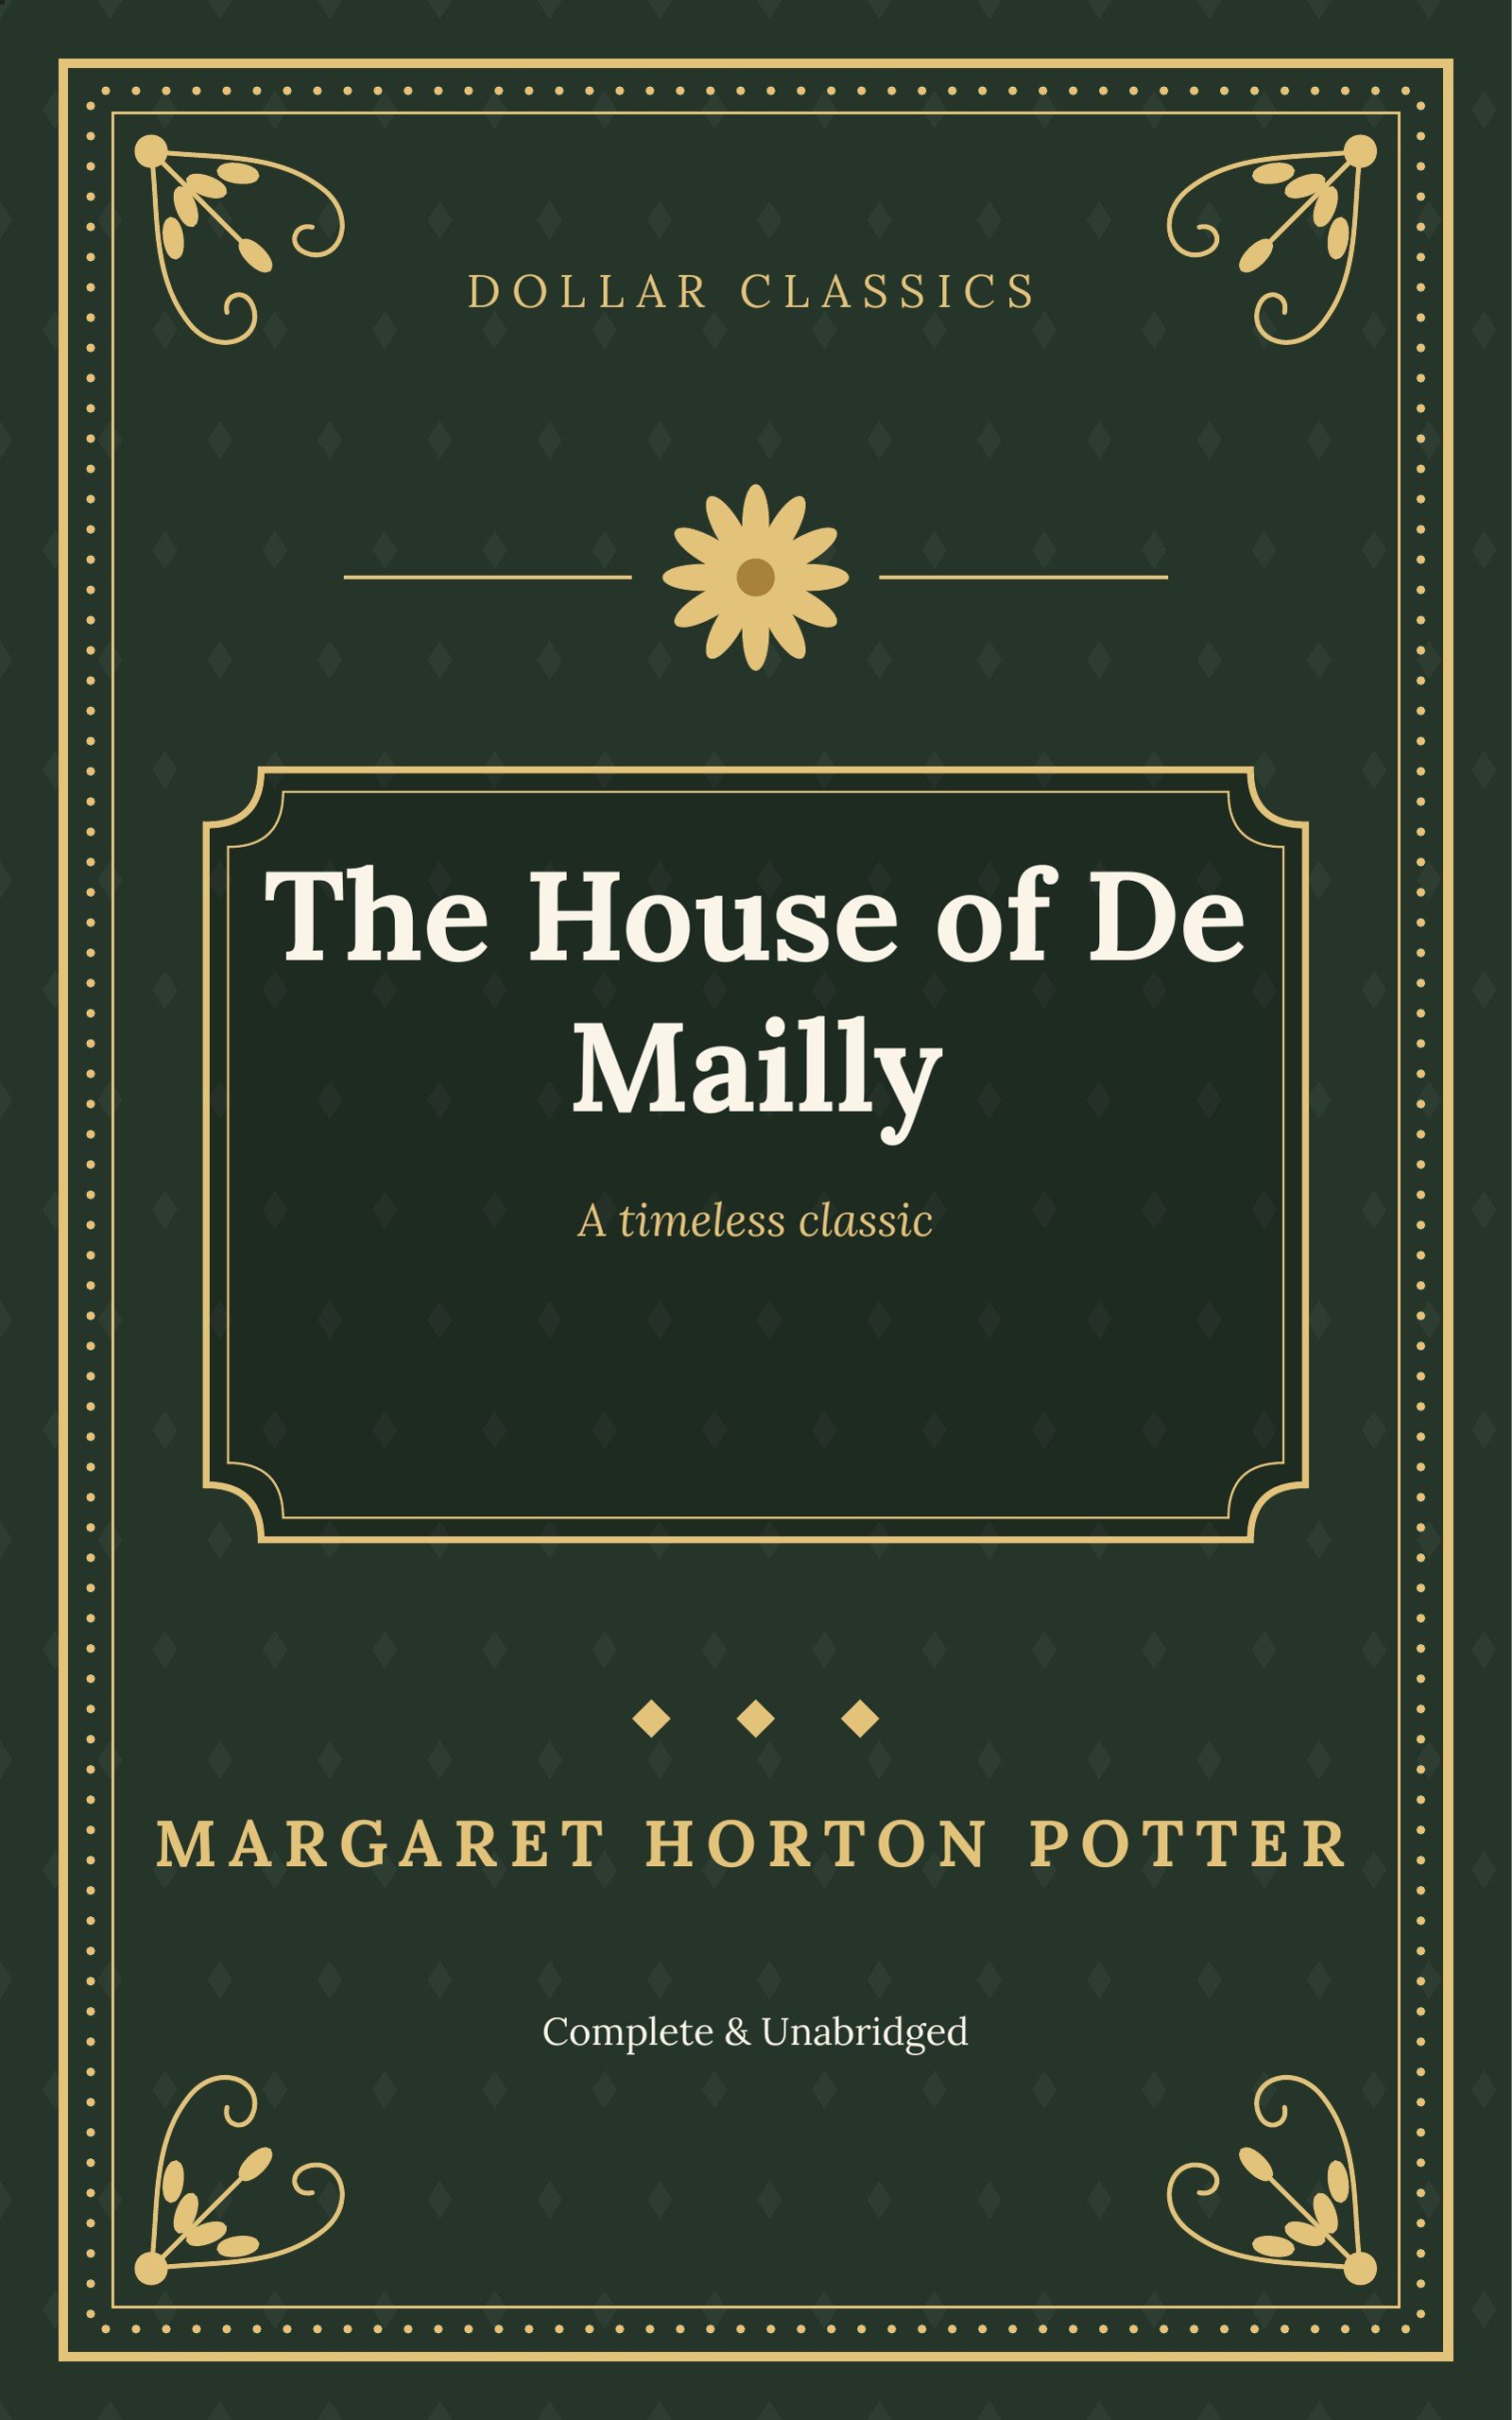 DOLLAR CLASSICS
The House of De
Mailly
A timeless classic
MARGARET HORTON POTTER
Complete & Unabridged